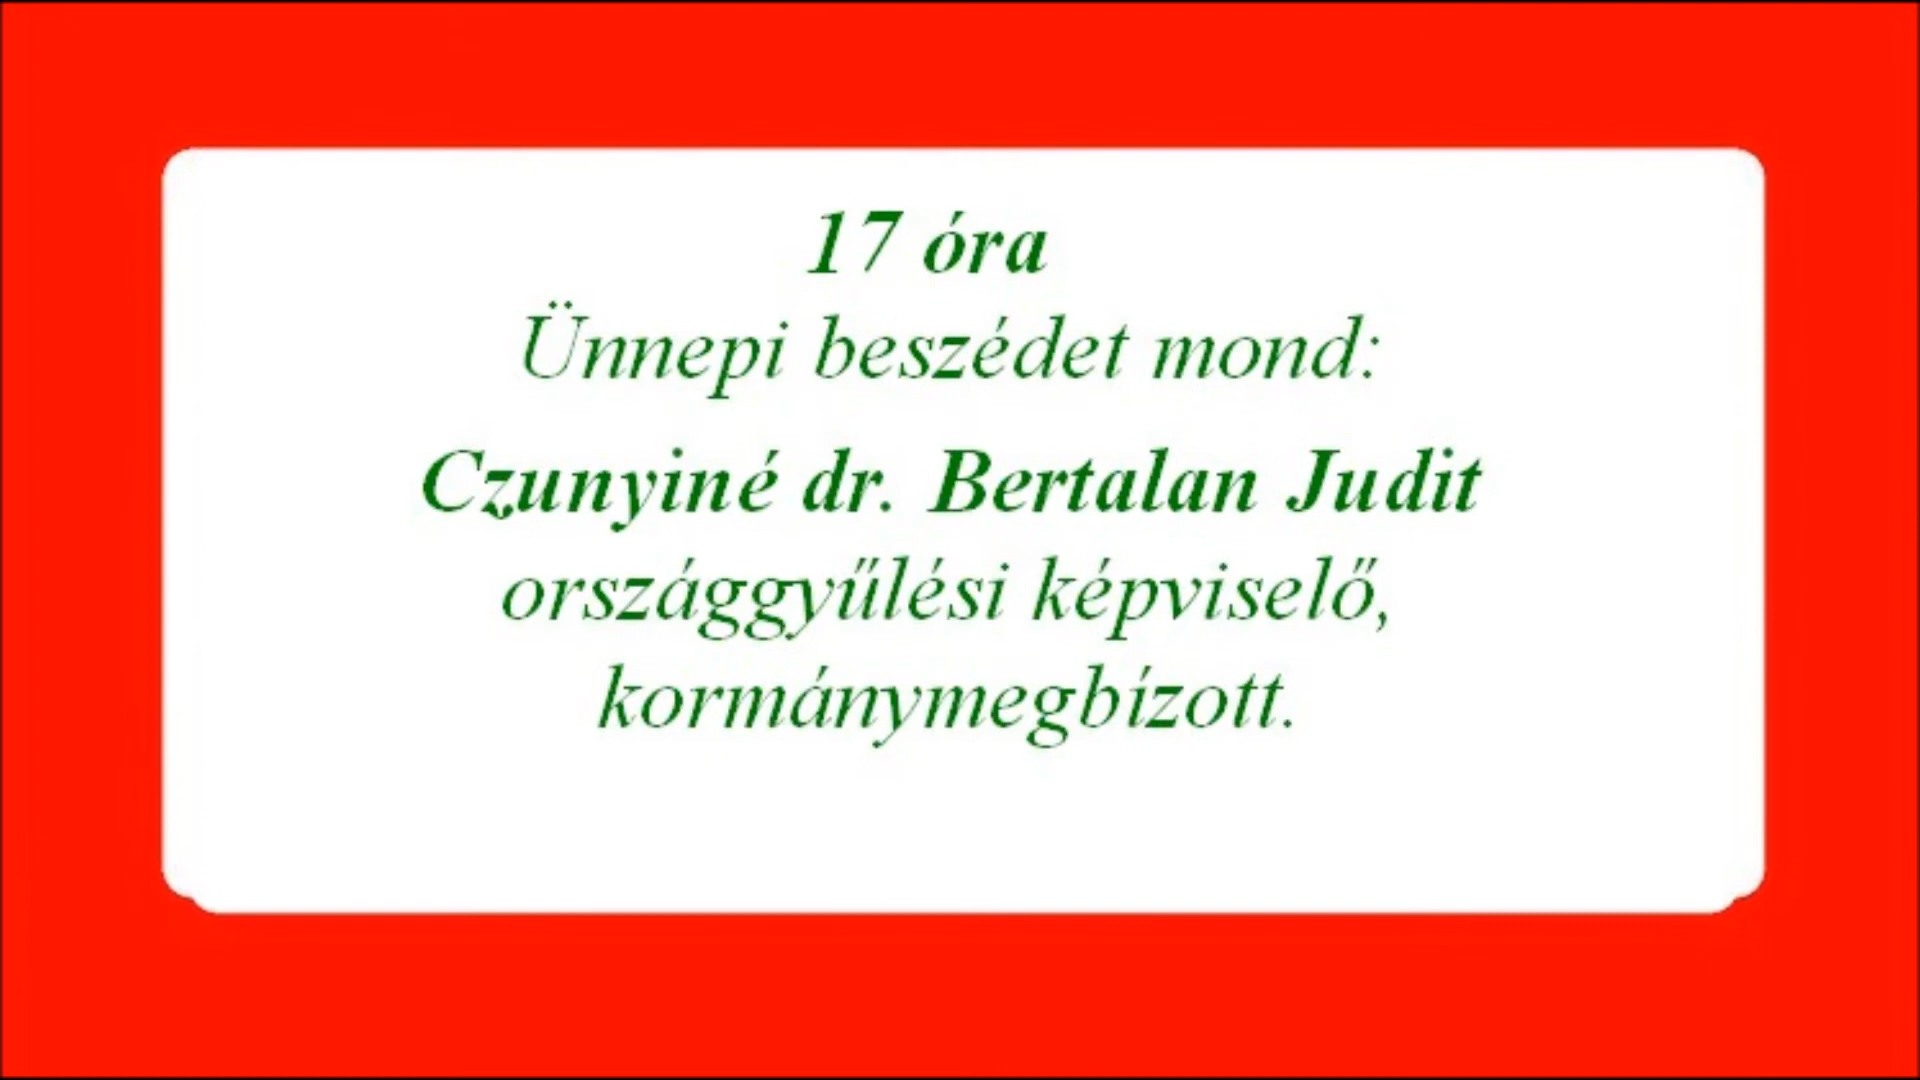 17 óra
Ünnepi beszédet mond:
Czunyiné dr. Bertalan Judit
országgyűlési képviselő,
kormánymegbízott.